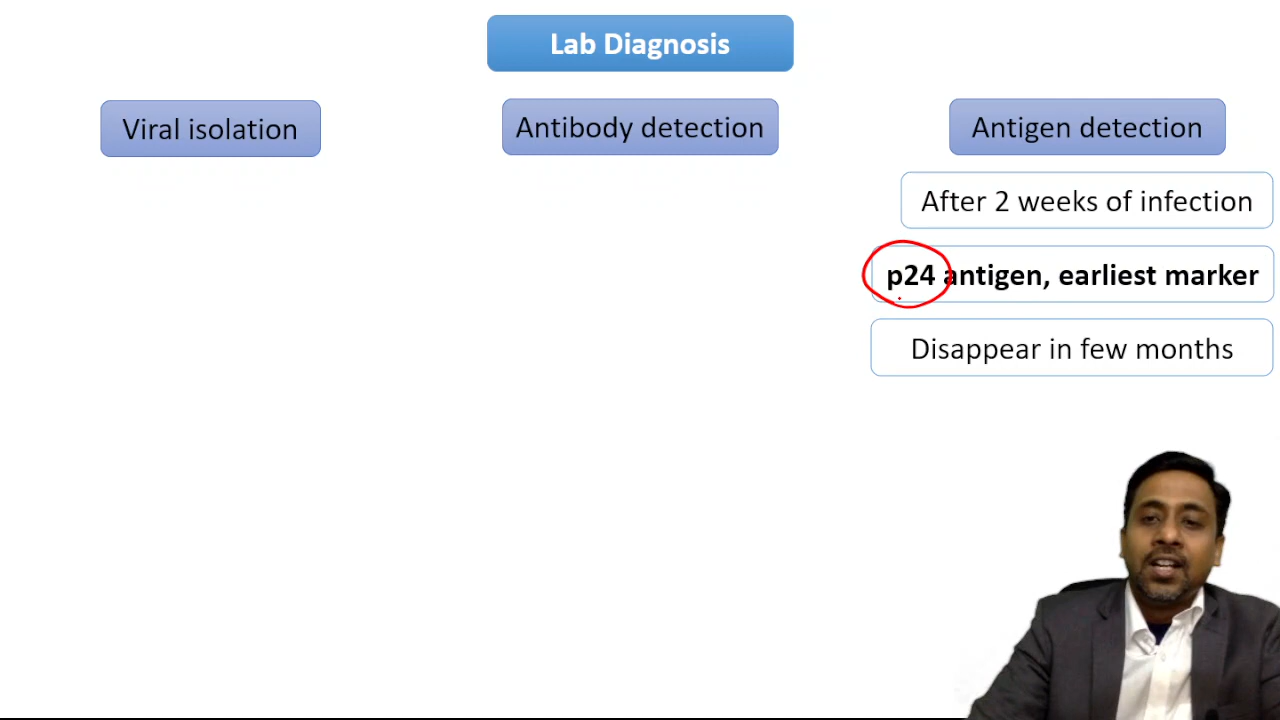 Lab Diagnosis
Viral isolation
Antibody detection
Antigen detection
After 2 weeks of infection
p24 antigen, earliest marker
Disappear in few months